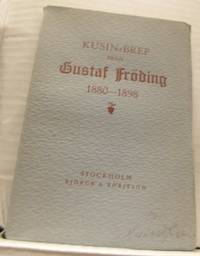 KUSIN-BREF
FRÅN
Gustaf Fröding
1880—1898
STOCKHOLM
BJÖRCK & BÖRJESSON